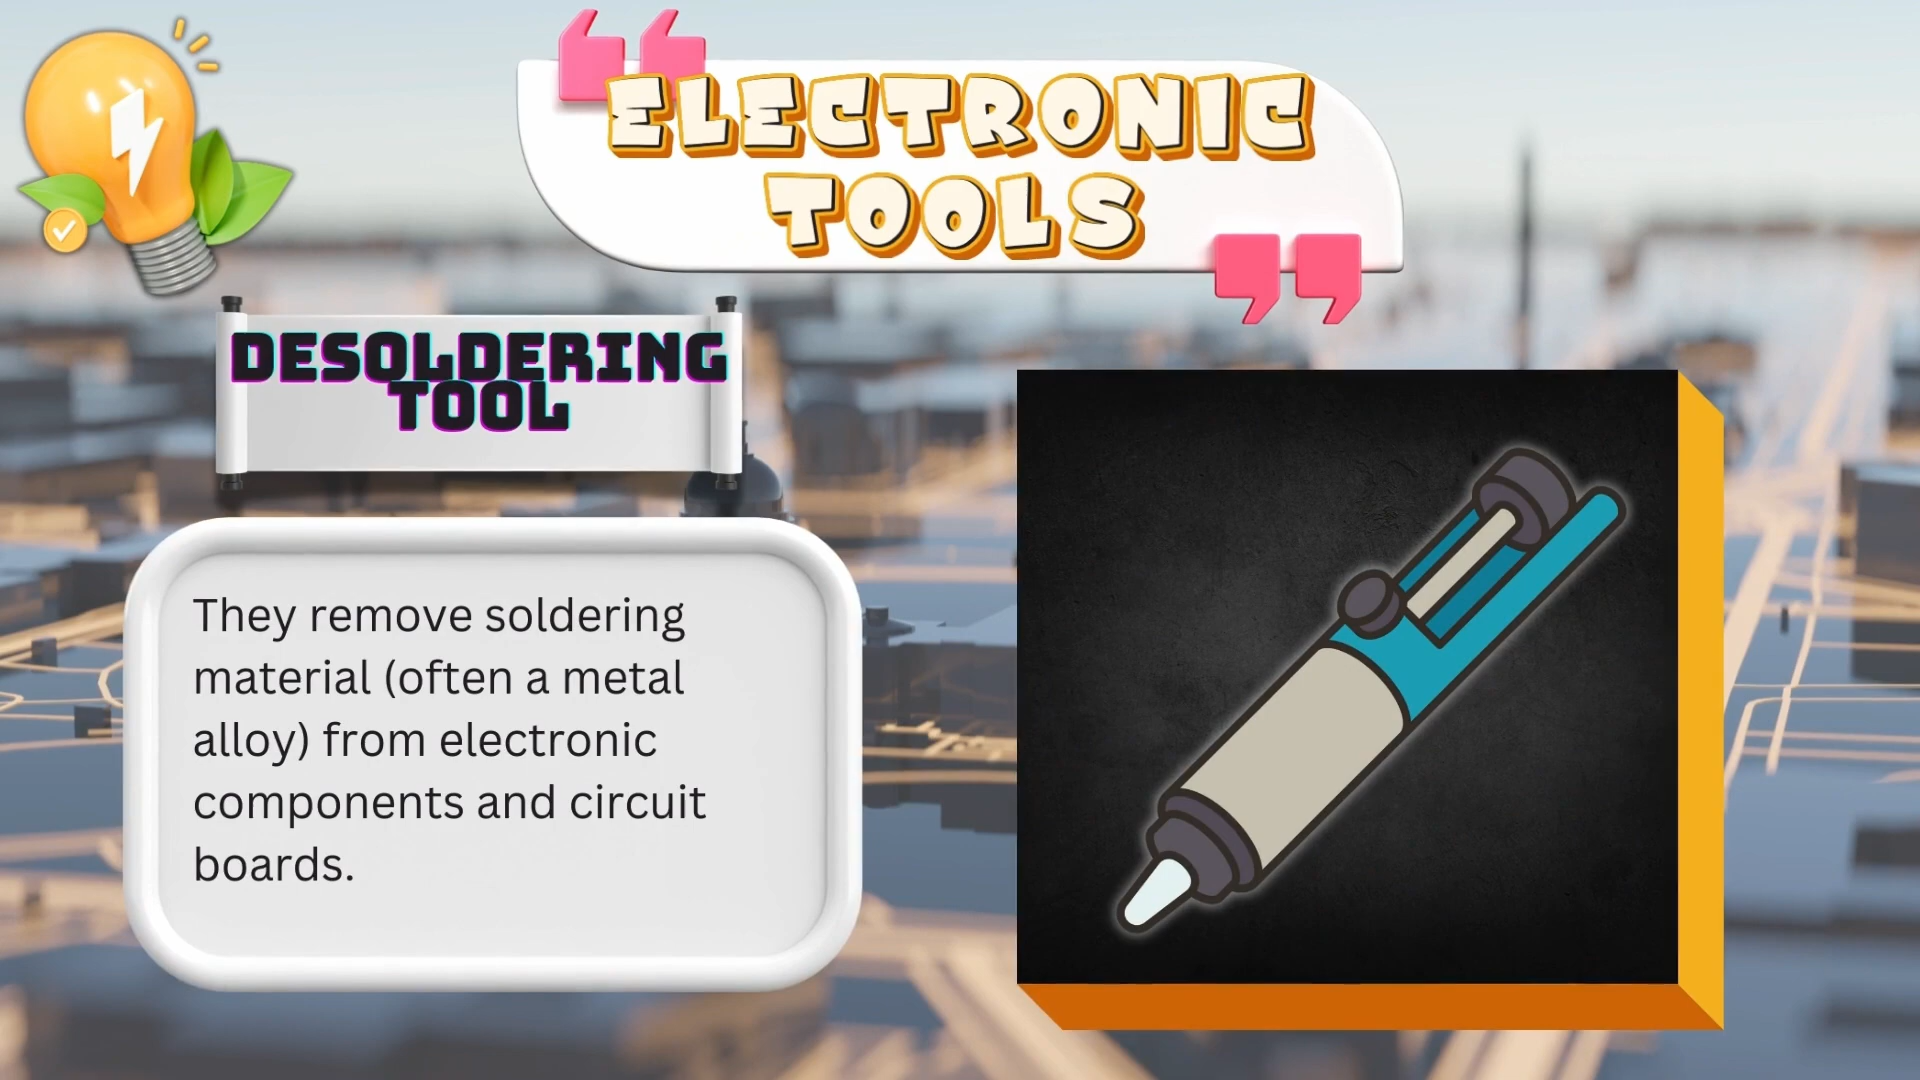 ELECTRONIC
TOOLS
DESOLDERING
TOOL
They remove soldering
material (often a metal
alloy) from electronic
components and circuit
boards.